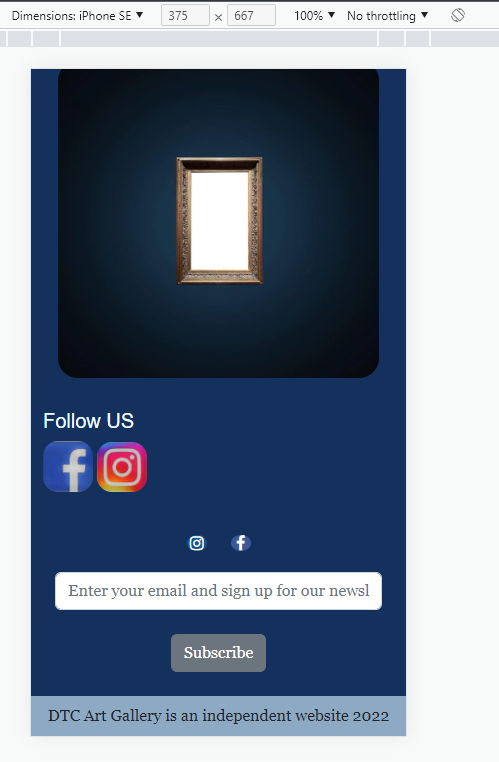 Dimensions: iPhone SE ▼ 375 × 667 100% ▼ No throttling ▼
Follow US
Enter your email and sign up for our newsl
Subscribe
DTC Art Gallery is an independent website 2022